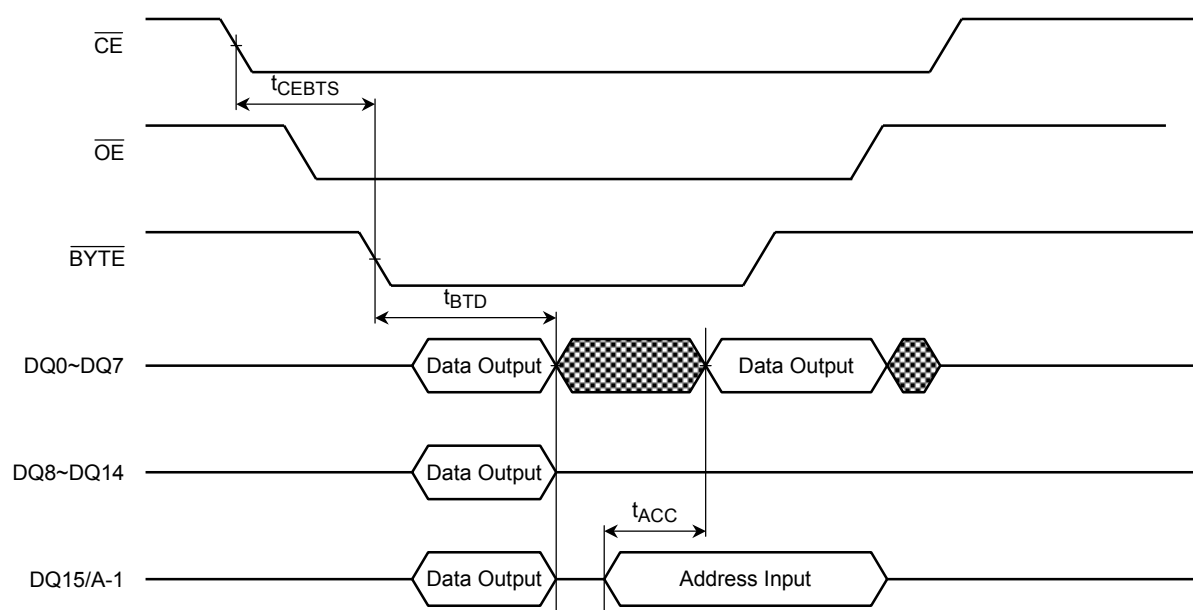 CE
tCEBTS
OE
BYTE
tBTD
DQ0~DQ7 Data Output Data Output
DQ8~DQ14 Data Output
tACC
DQ15/A-1 Data Output Address Input